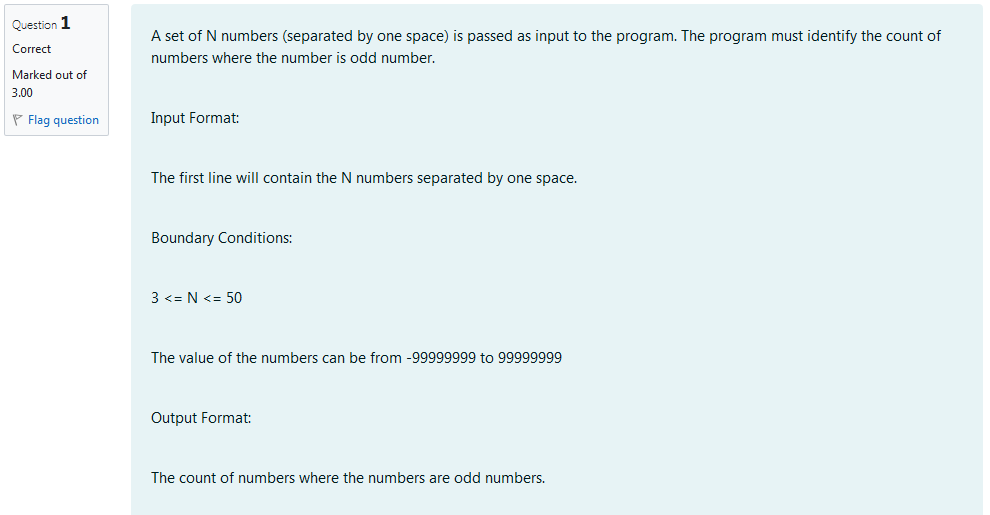 Question 1
Correct
Marked out of
3.00
Flag question
A set of N numbers (separated by one space) is passed as input to the program. The program must identify the count of
numbers where the number is odd number.
Input Format:
The first line will contain the N numbers separated by one space.
Boundary Conditions:
3 <= N <= 50
The value of the numbers can be from -99999999 to 99999999
Output Format:
The count of numbers where the numbers are odd numbers.